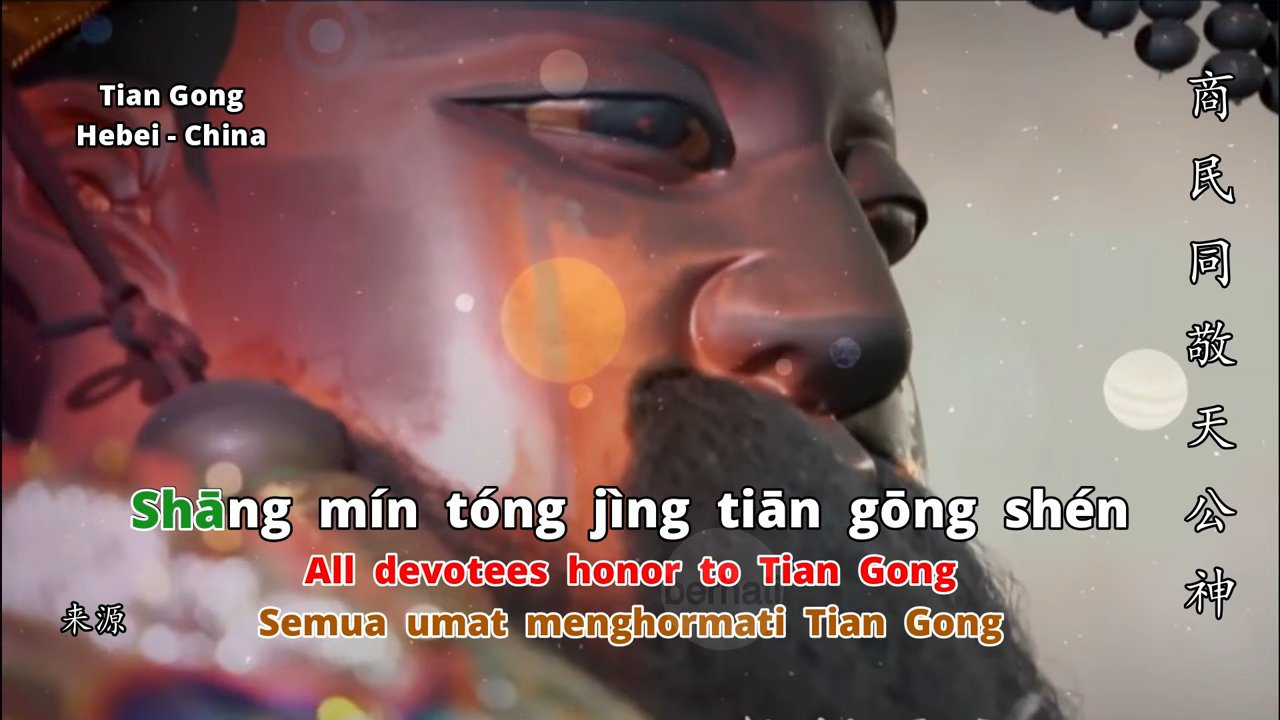 Tian Gong
Hebei - China
商民同敬天公神
Shāng mín tóng jìng tiān gōng shén
All devotees honor to Tian Gong
Semua umat menghormati Tian Gong
来源